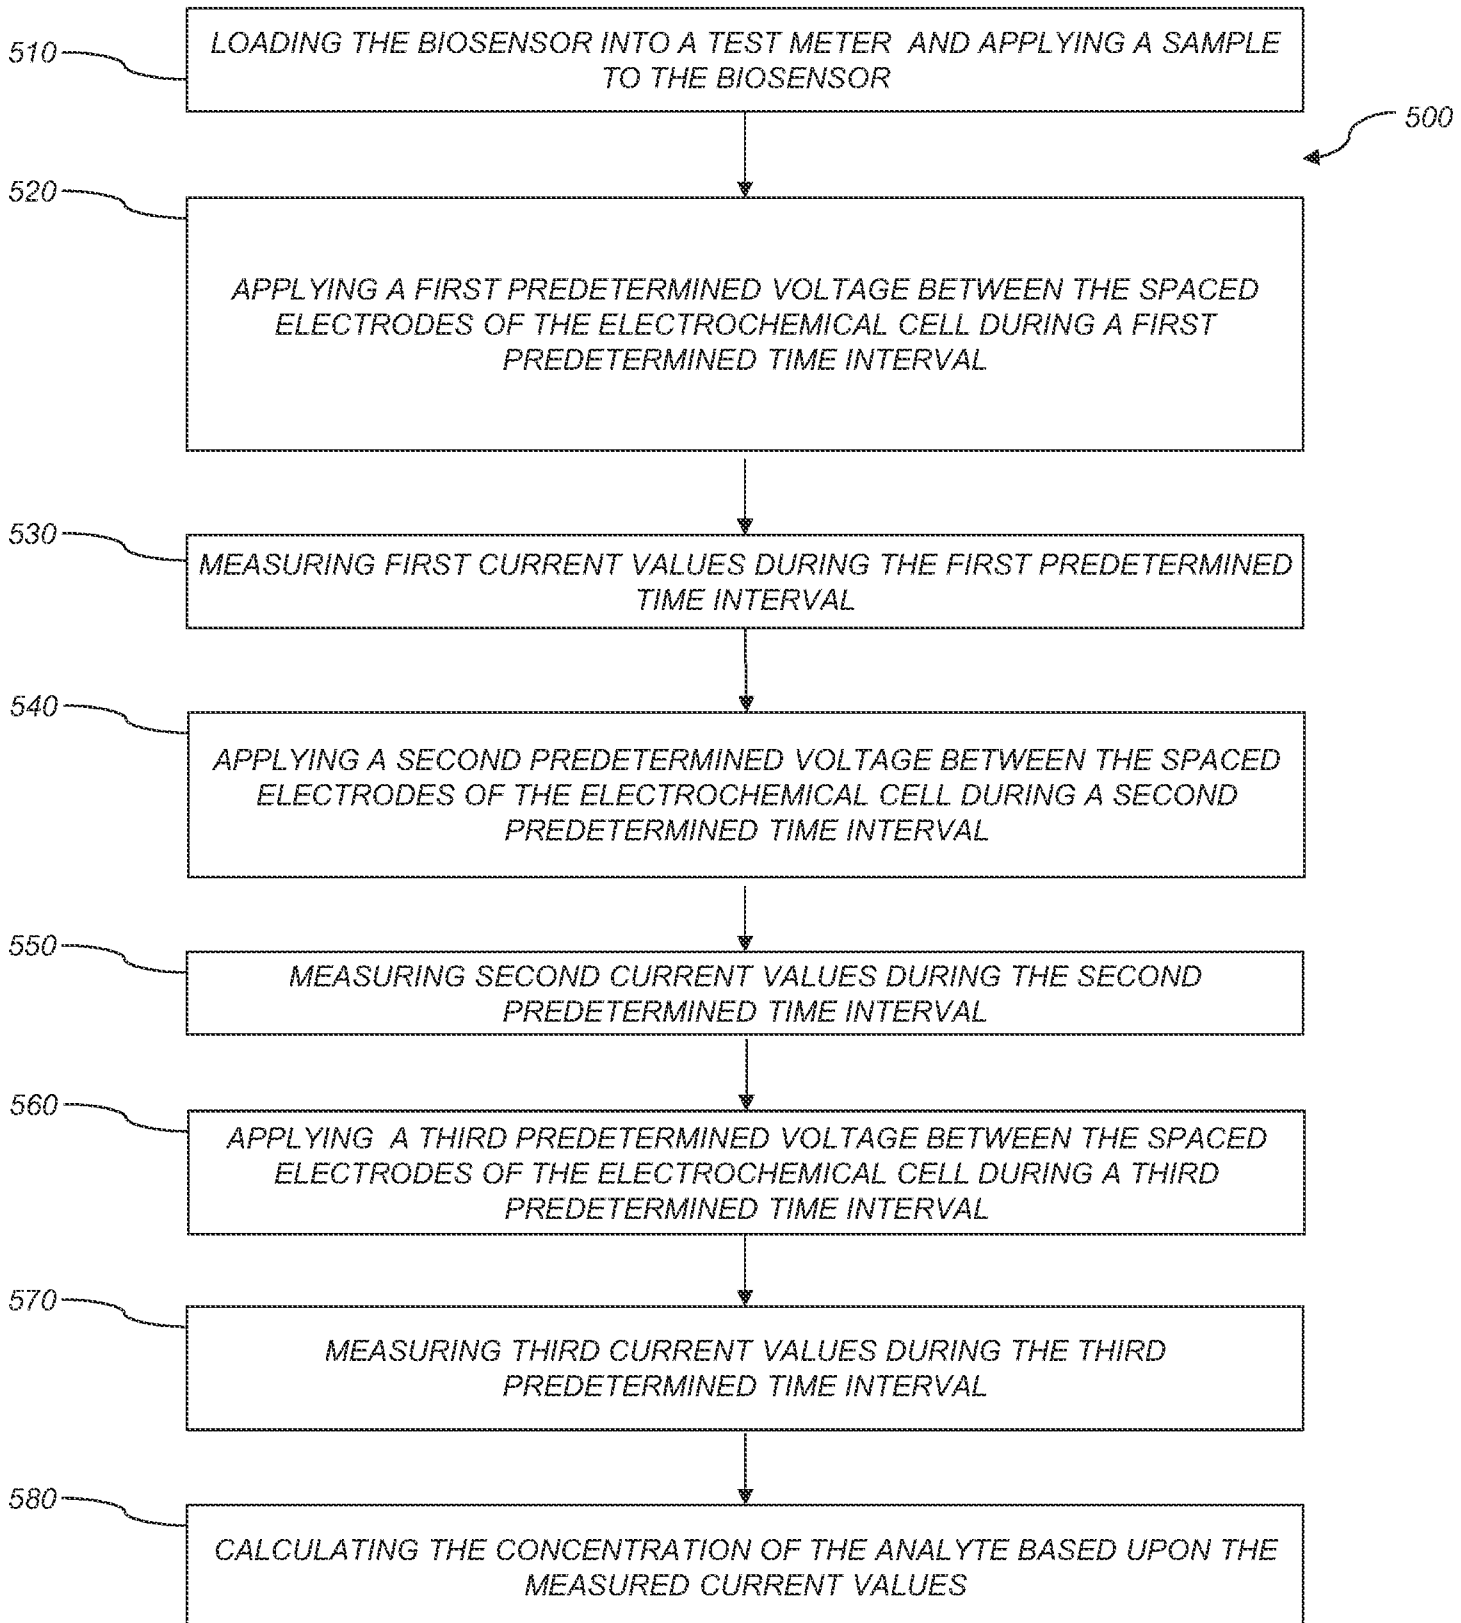 510
LOADING THE BIOSENSOR INTO A TEST METER AND APPLYING A SAMPLE
TO THE BIOSENSOR
500
520
APPLYING A FIRST PREDETERMINED VOLTAGE BETWEEN THE SPACED
ELECTRODES OF THE ELECTROCHEMICAL CELL DURING A FIRST
PREDETERMINED TIME INTERVAL
530
MEASURING FIRST CURRENT VALUES DURING THE FIRST PREDETERMINED
TIME INTERVAL
540
APPLYING A SECOND PREDETERMINED VOLTAGE BETWEEN THE SPACED
ELECTRODES OF THE ELECTROCHEMICAL CELL DURING A SECOND
PREDETERMINED TIME INTERVAL
550
MEASURING SECOND CURRENT VALUES DURING THE SECOND
PREDETERMINED TIME INTERVAL
560
APPLYING A THIRD PREDETERMINED VOLTAGE BETWEEN THE SPACED
ELECTRODES OF THE ELECTROCHEMICAL CELL DURING A THIRD
PREDETERMINED TIME INTERVAL
570
MEASURING THIRD CURRENT VALUES DURING THE THIRD
PREDETERMINED TIME INTERVAL
580
CALCULATING THE CONCENTRATION OF THE ANALYTE BASED UPON THE
MEASURED CURRENT VALUES